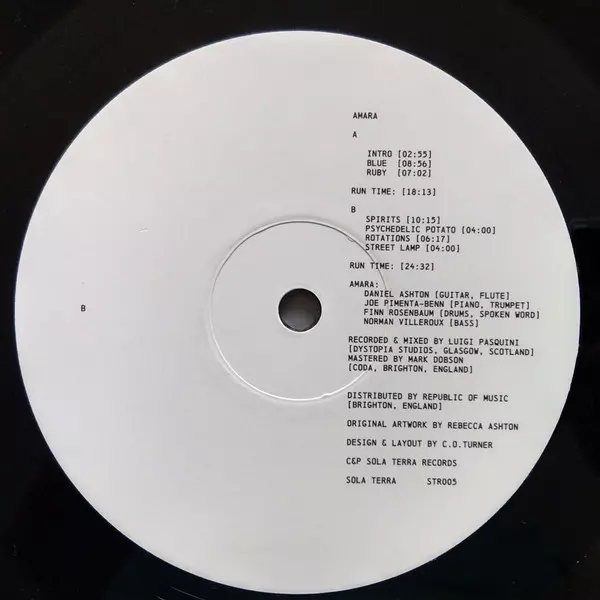 AMARA
A
INTRO [02:55]
BLUE [08:56]
RUBY [07:02]
RUN TIME: [18:13]
B
SPIRITS [10:15]
PSYCHEDELIC POTATO [04:00]
ROTATIONS [06:17]
STREET LAMP [04:00]
RUN TIME: [24:32]
AMARA:
DANIEL ASHTON [GUITAR, FLUTE]
JOE PIMENTA-BENN [PIANO, TRUMPET]
FINN ROSENBAUM [DRUMS, SPOKEN WORD]
NORMAN VILLEROUX [BASS]
RECORDED & MIXED BY LUIGI PASQUINI
[DYSTOPIA STUDIOS, GLASGOW, SCOTLAND]
MASTERED BY MARK DOBSON
[CODA, BRIGHTON, ENGLAND]
DISTRIBUTED BY REPUBLIC OF MUSIC
[BRIGHTON, ENGLAND]
ORIGINAL ARTWORK BY REBECCA ASHTON
DESIGN & LAYOUT BY C.D.TURNER
C&P SOLA TERRA RECORDS
SOLA TERRA STR005
B